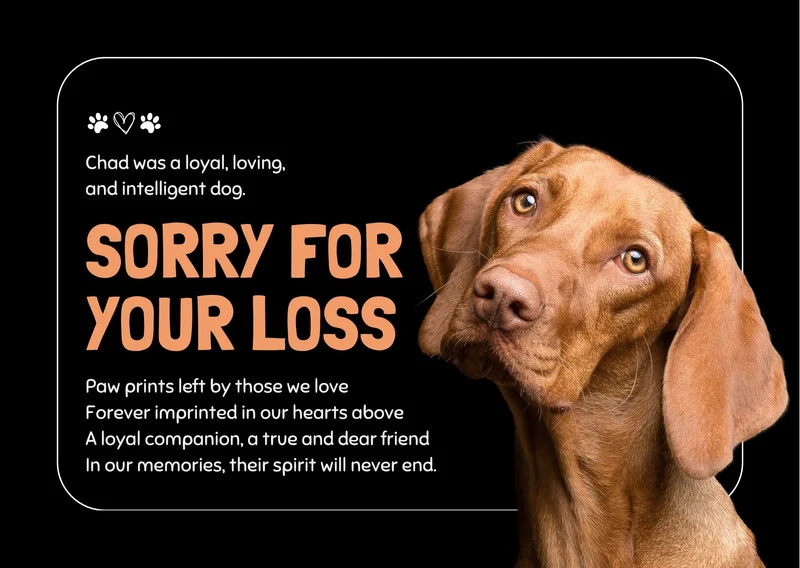 Chad was a loyal, loving,
and intelligent dog.
SORRY FOR
YOUR LOSS
Paw prints left by those we love
Forever imprinted in our hearts above
A loyal companion, a true and dear friend
In our memories, their spirit will never end.